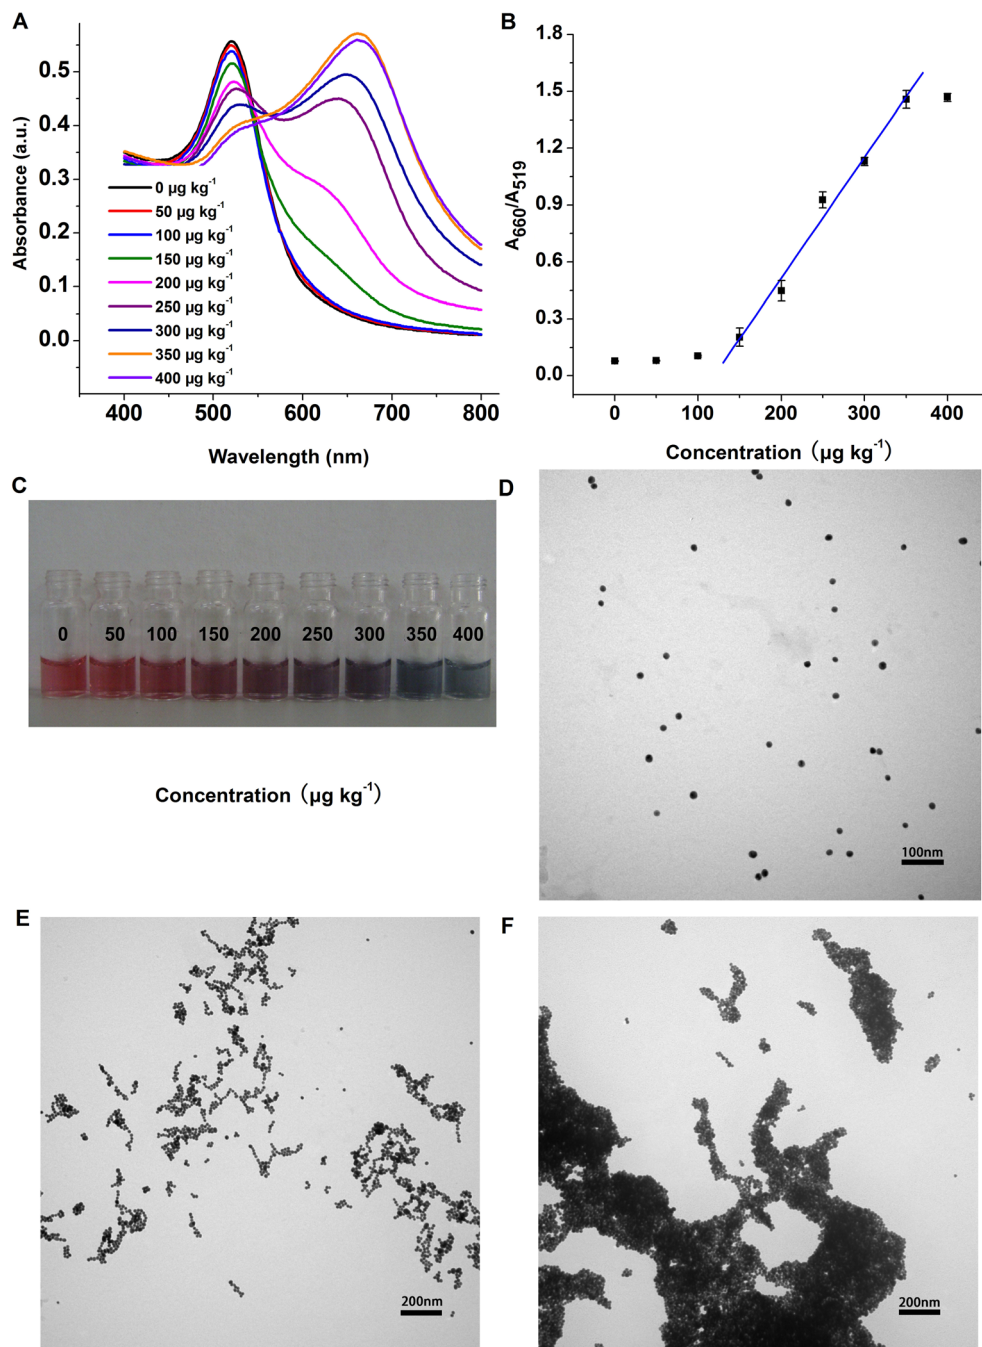 A
Absorbance (a.u.)
0.5
0.4
0.3
0.2
0.1
0.0
0 µg kg⁻¹
50 µg kg⁻¹
100 µg kg⁻¹
150 µg kg⁻¹
200 µg kg⁻¹
250 µg kg⁻¹
300 µg kg⁻¹
350 µg kg⁻¹
400 µg kg⁻¹
400 500 600 700 800
Wavelength (nm)
B
A₆₆₀/A₅₁₉
1.8
1.5
1.2
0.9
0.6
0.3
0.0
0 100 200 300 400
Concentration（µg kg⁻¹）
C
0 50 100 150 200 250 300 350 400
Concentration（µg kg⁻¹）
D
100nm
E
200nm
F
200nm